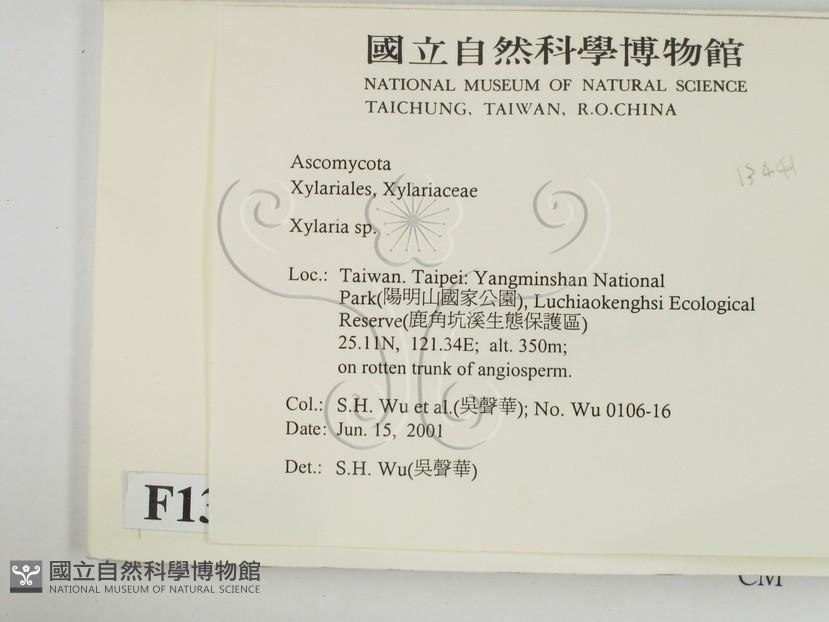 國立自然科學博物館
NATIONAL MUSEUM OF NATURAL SCIENCE
TAICHUNG, TAIWAN, R.O.CHINA
13441
Ascomycota
Xylariales, Xylariaceae
Xylaria sp.
Loc.: Taiwan. Taipei: Yangminshan National
Park(陽明山國家公園), Luchiaokenghsi Ecological
Reserve(鹿角坑溪生態保護區)
25.11N, 121.34E; alt. 350m;
on rotten trunk of angiosperm.
Col.: S.H. Wu et al.(吳聲華); No. Wu 0106-16
Date: Jun. 15, 2001
Det.: S.H. Wu(吳聲華)
F13
CM
國立自然科學博物館
NATIONAL MUSEUM OF NATURAL SCIENCE